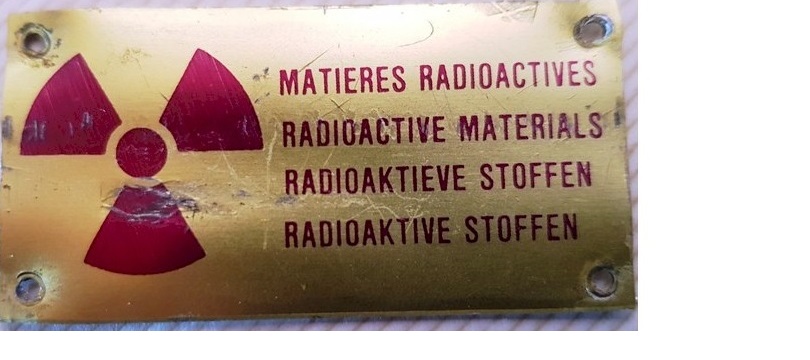 MATIERES RADIOACTIVES
RADIOACTIVE MATERIALS
RADIOAKTIEVE STOFFEN
RADIOAKTIVE STOFFEN